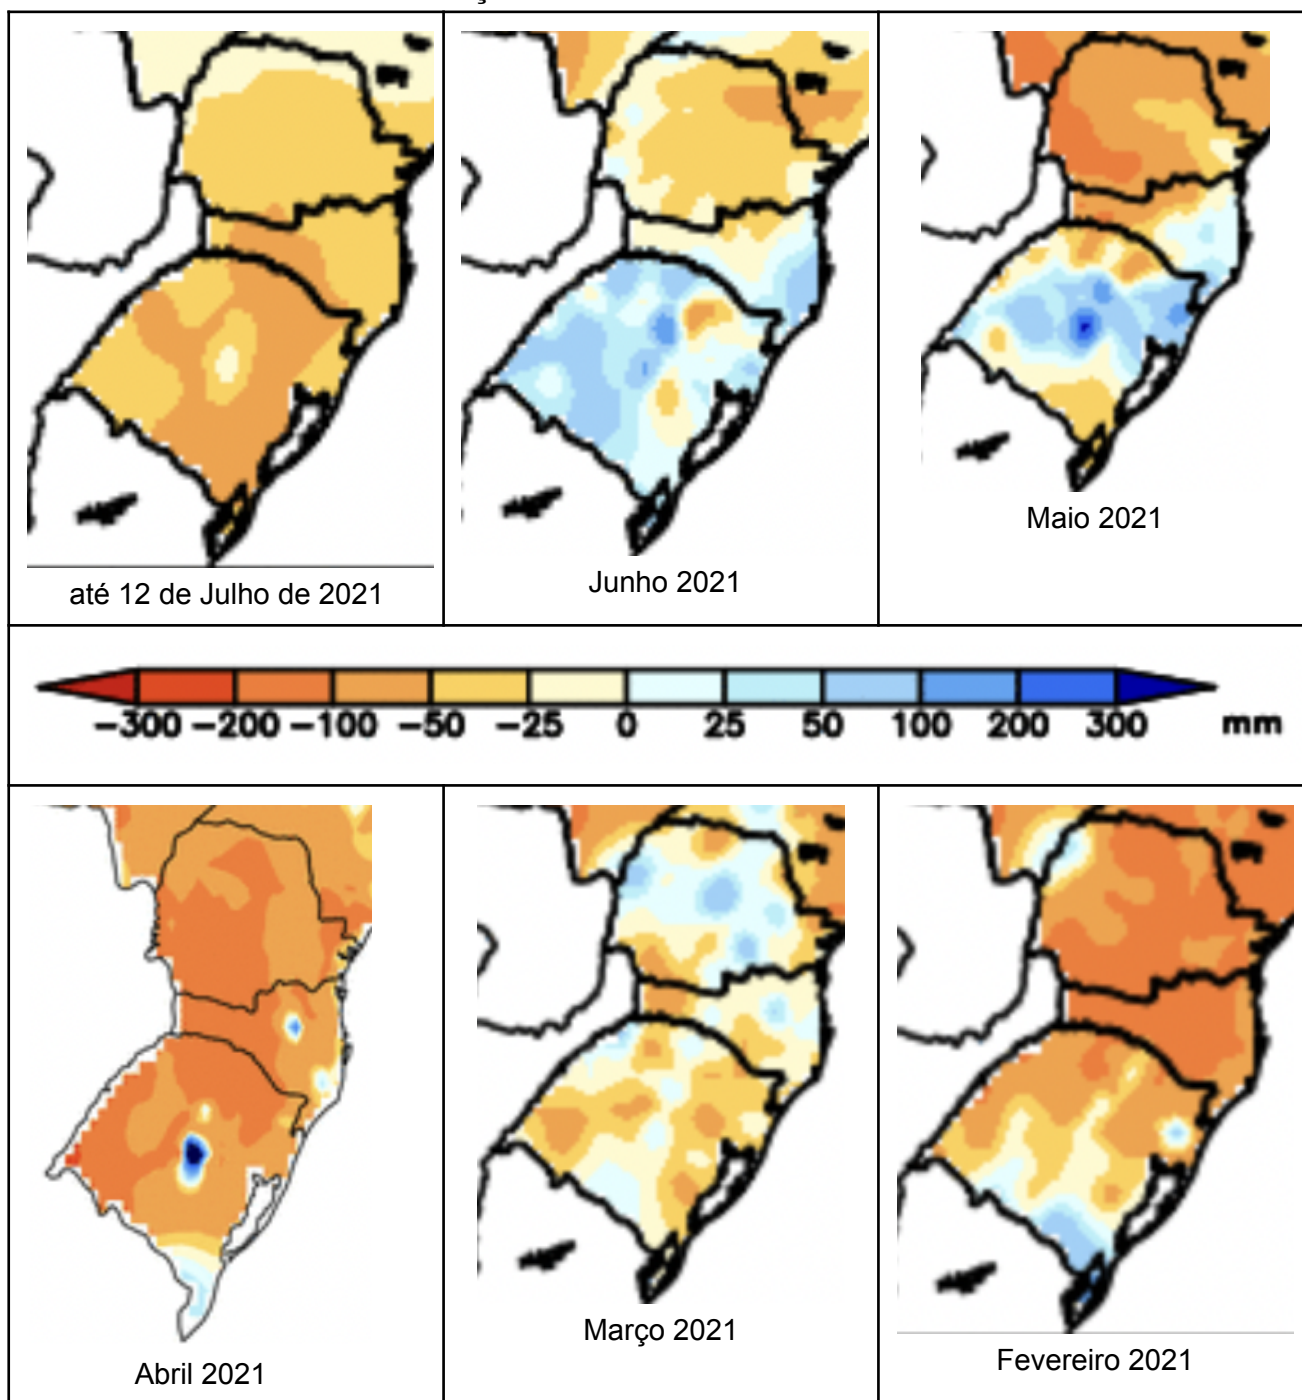 até 12 de Julho de 2021
Junho 2021
Maio 2021
−300 −200 −100 −50 −25 0 25 50 100 200 300 mm
Abril 2021
Março 2021
Fevereiro 2021